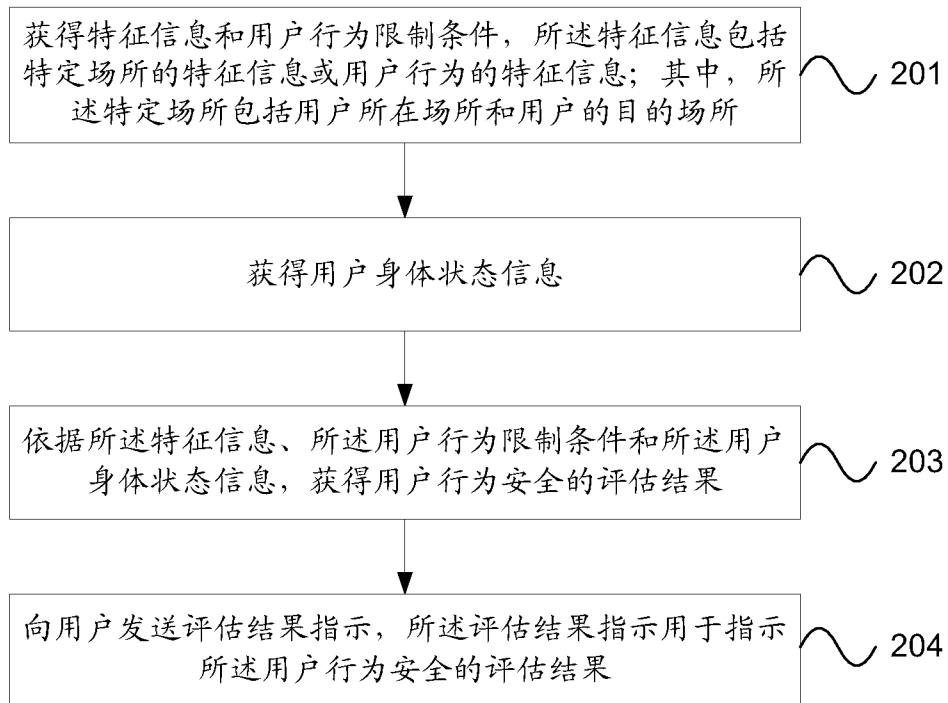 获得特征信息和用户行为限制条件，所述特征信息包括
特定场所的特征信息或用户行为的特征信息；其中，所
述特定场所包括用户所在场所和用户的目的场所
201
获得用户身体状态信息
202
依据所述特征信息、所述用户行为限制条件和所述用户
身体状态信息，获得用户行为安全的评估结果
203
向用户发送评估结果指示，所述评估结果指示用于指示
所述用户行为安全的评估结果
204